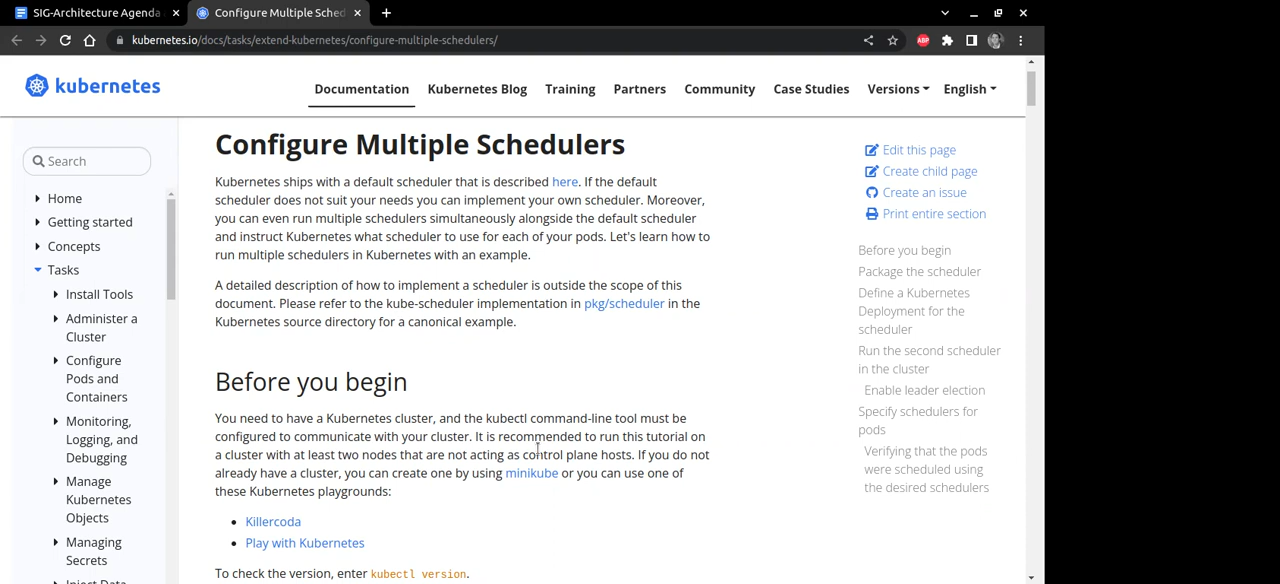 SIG-Architecture Agenda
Configure Multiple Sched
kubernetes.io/docs/tasks/extend-kubernetes/configure-multiple-schedulers/
ABP
kubernetes
Documentation
Kubernetes Blog
Training
Partners
Community
Case Studies
Versions
English
Search
Home
Getting started
Concepts
Tasks
Install Tools
Administer a
Cluster
Configure
Pods and
Containers
Monitoring,
Logging, and
Debugging
Manage
Kubernetes
Objects
Managing
Secrets
Inject Data
Configure Multiple Schedulers
Kubernetes ships with a default scheduler that is described here. If the default
scheduler does not suit your needs you can implement your own scheduler. Moreover,
you can even run multiple schedulers simultaneously alongside the default scheduler
and instruct Kubernetes what scheduler to use for each of your pods. Let's learn how to
run multiple schedulers in Kubernetes with an example.
A detailed description of how to implement a scheduler is outside the scope of this
document. Please refer to the kube-scheduler implementation in pkg/scheduler in the
Kubernetes source directory for a canonical example.
Before you begin
You need to have a Kubernetes cluster, and the kubectl command-line tool must be
configured to communicate with your cluster. It is recommended to run this tutorial on
a cluster with at least two nodes that are not acting as control plane hosts. If you do not
already have a cluster, you can create one by using minikube or you can use one of
these Kubernetes playgrounds:
Killercoda
Play with Kubernetes
To check the version, enter kubectl version.
Edit this page
Create child page
Create an issue
Print entire section
Before you begin
Package the scheduler
Define a Kubernetes
Deployment for the
scheduler
Run the second scheduler
in the cluster
Enable leader election
Specify schedulers for
pods
Verifying that the pods
were scheduled using
the desired schedulers